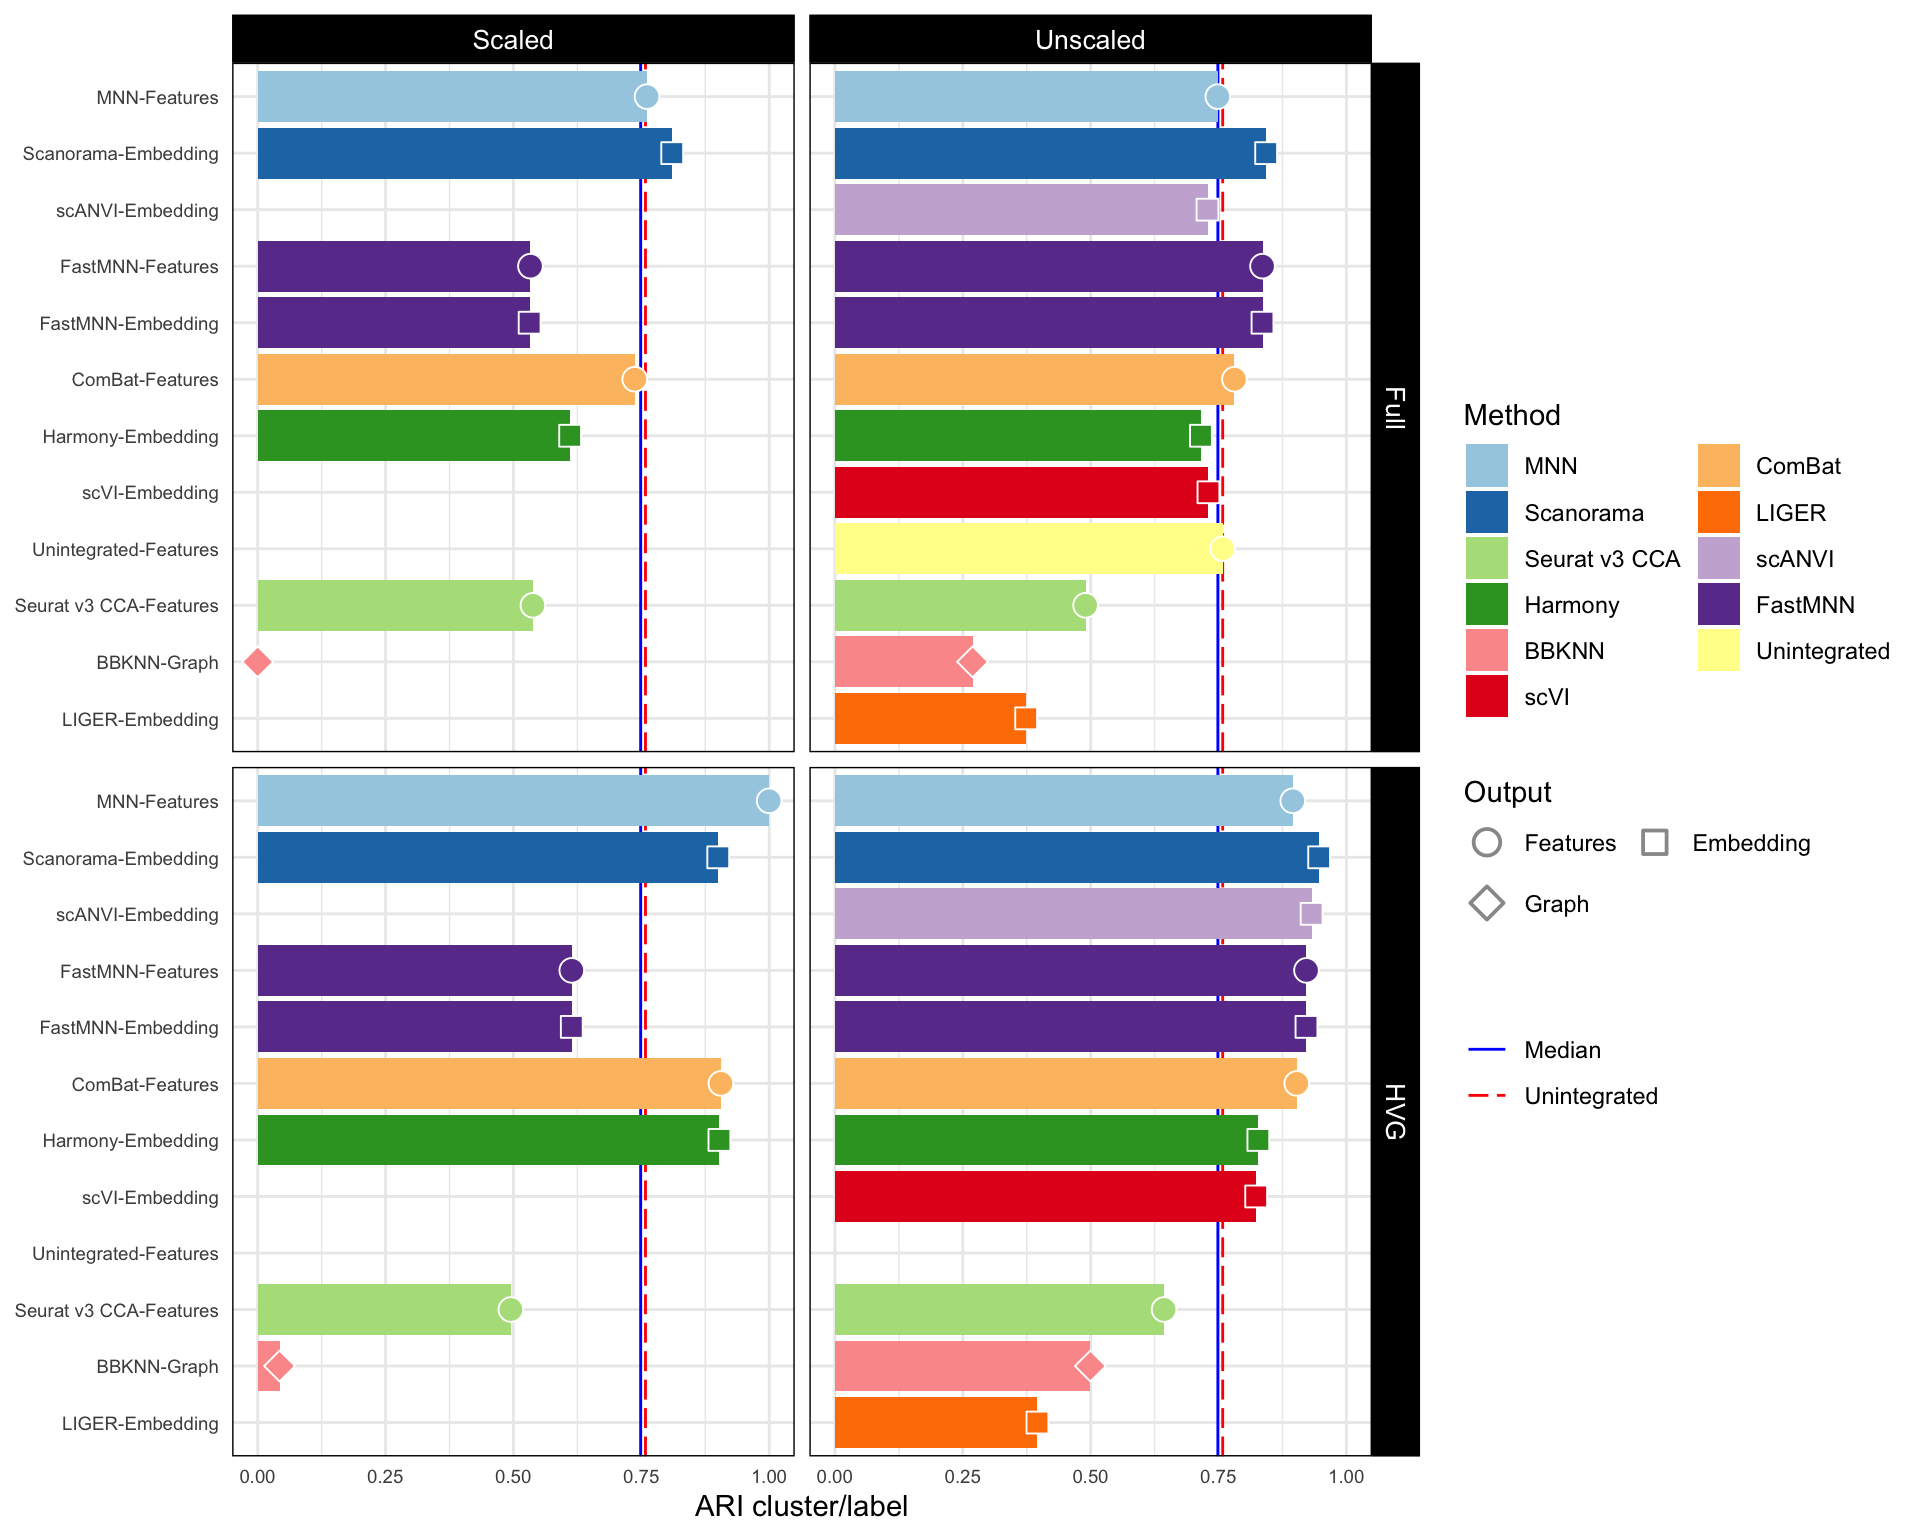 Scaled
Unscaled
MNN-Features
Scanorama-Embedding
scANVI-Embedding
FastMNN-Features
FastMNN-Embedding
ComBat-Features
Harmony-Embedding
scVI-Embedding
Unintegrated-Features
Seurat v3 CCA-Features
BBKNN-Graph
LIGER-Embedding
Full
MNN-Features
Scanorama-Embedding
scANVI-Embedding
FastMNN-Features
FastMNN-Embedding
ComBat-Features
Harmony-Embedding
scVI-Embedding
Unintegrated-Features
Seurat v3 CCA-Features
BBKNN-Graph
LIGER-Embedding
HVG
0.00 0.25 0.50 0.75 1.00
0.00 0.25 0.50 0.75 1.00
ARI cluster/label
Method
MNN
Scanorama
Seurat v3 CCA
Harmony
BBKNN
scVI
ComBat
LIGER
scANVI
FastMNN
Unintegrated
Output
Features
Embedding
Graph
Median
Unintegrated